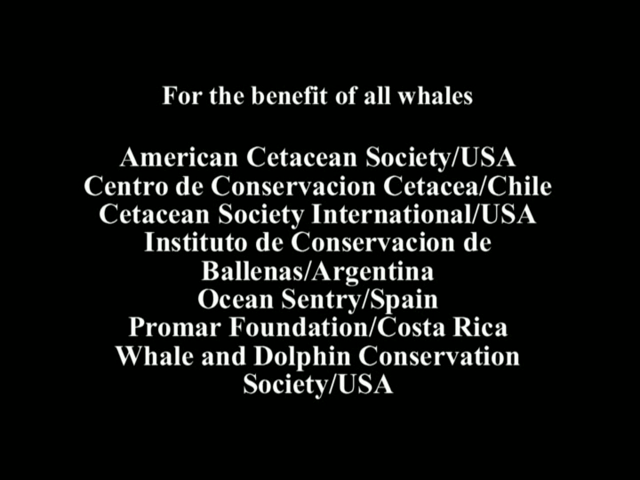 For the benefit of all whales
American Cetacean Society/USA
Centro de Conservacion Cetacea/Chile
Cetacean Society International/USA
Instituto de Conservacion de
Ballenas/Argentina
Ocean Sentry/Spain
Promar Foundation/Costa Rica
Whale and Dolphin Conservation
Society/USA